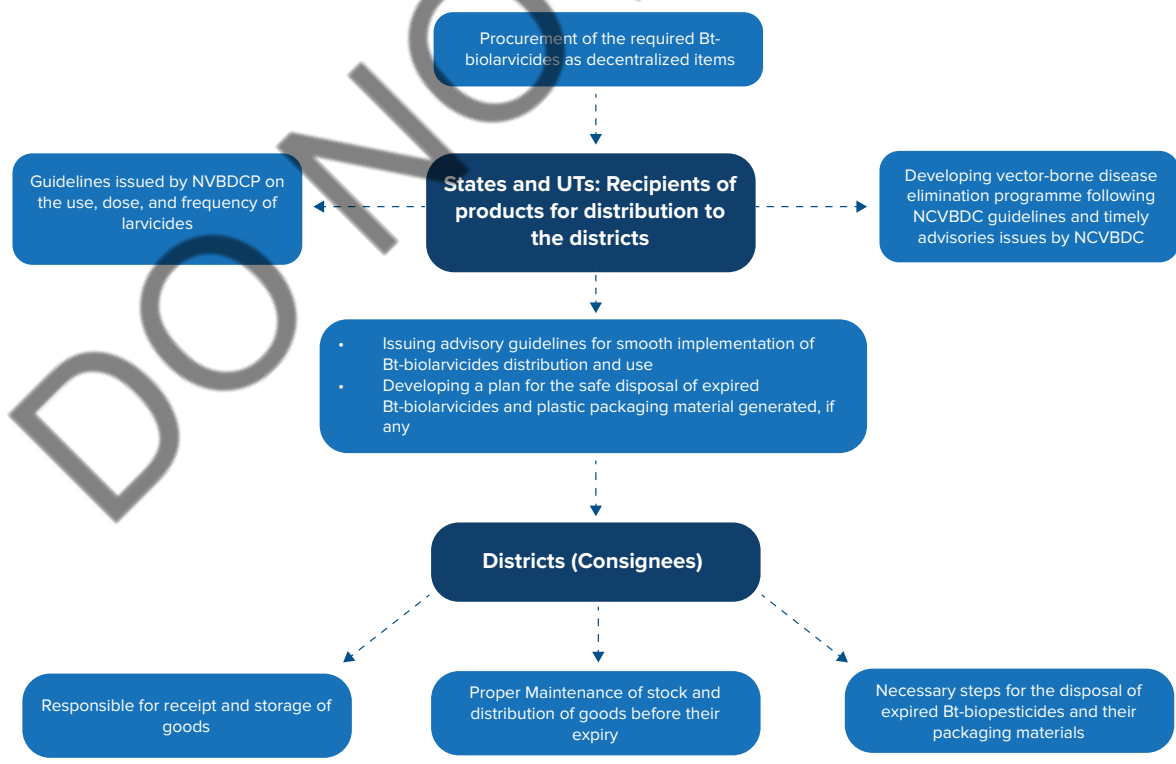 Procurement of the required Bt-
biolarvicides as decentralized items
Guidelines issued by NVBDCP on
the use, dose, and frequency of
larvicides
States and UTs: Recipients of
products for distribution to
the districts
Developing vector-borne disease
elimination programme following
NCVBDC guidelines and timely
advisories issues by NCVBDC
• Issuing advisory guidelines for smooth implementation of
Bt-biolarvicides distribution and use
• Developing a plan for the safe disposal of expired
Bt-biolarvicides and plastic packaging material generated, if
any
Districts (Consignees)
Responsible for receipt and storage of
goods
Proper Maintenance of stock and
distribution of goods before their
expiry
Necessary steps for the disposal of
expired Bt-biopesticides and their
packaging materials
DO NO